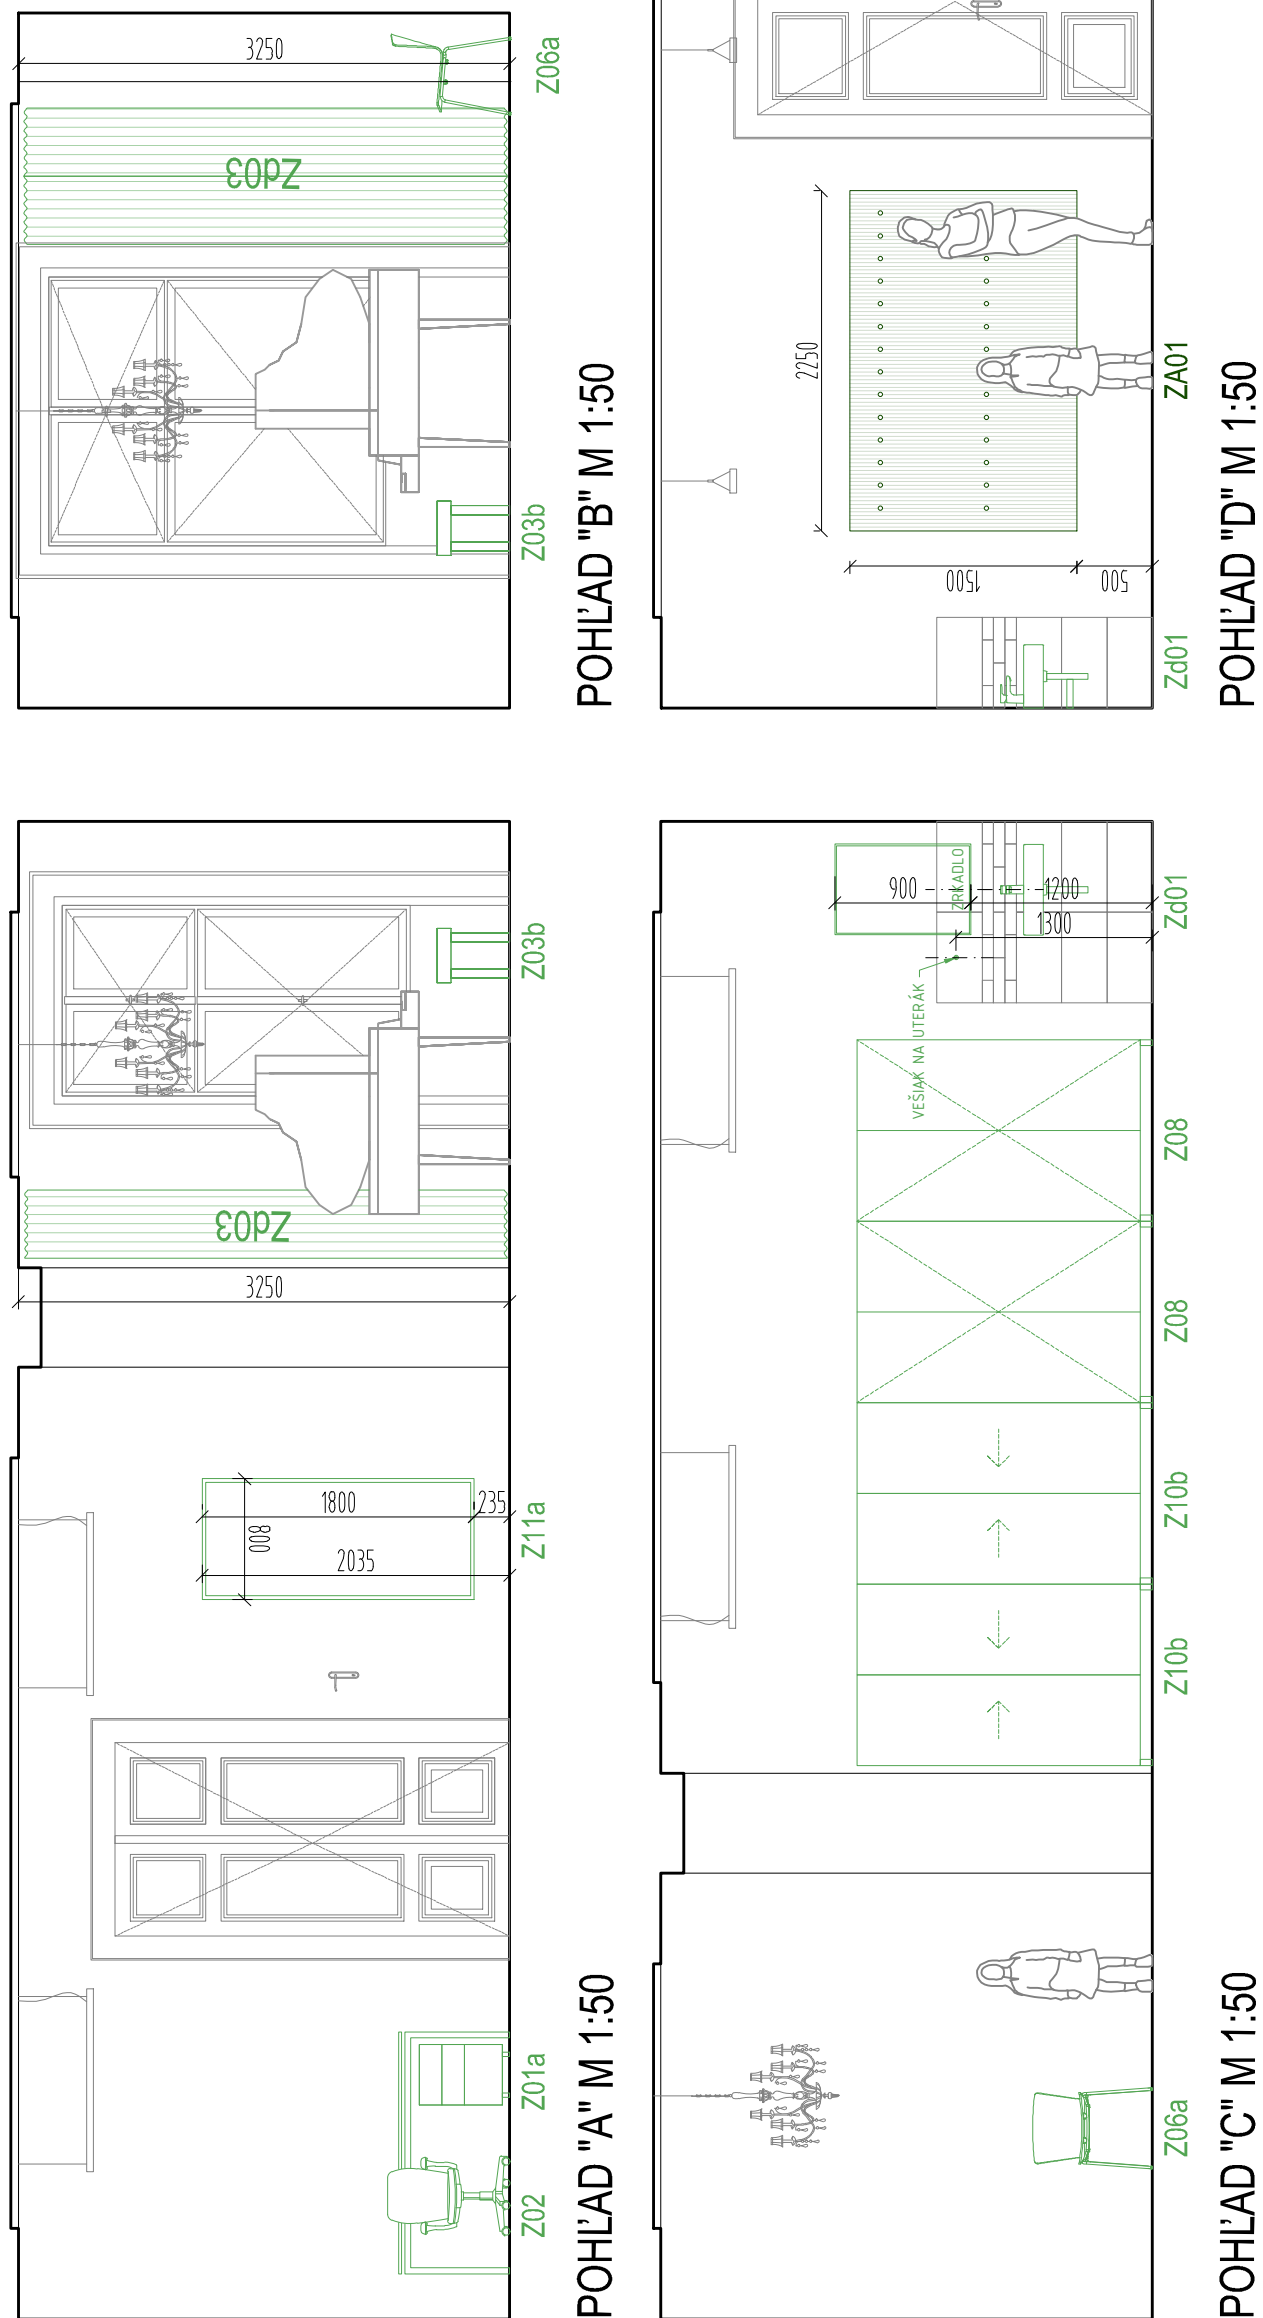 3250
Zd03
Z06a
Z03b
POHĽAD "B" M 1:50
2250
1500
500
Zd01
ZA01
POHĽAD "D" M 1:50
Z02
Z01a
1800
800
2035
235
Z11a
3250
Zd03
Z03b
POHĽAD "A" M 1:50
Z06a
Z10b
Z10b
Z08
Z08
VEŠIAK NA UTERÁK
ZRKADLO
900
1200
1300
Zd01
POHĽAD "C" M 1:50